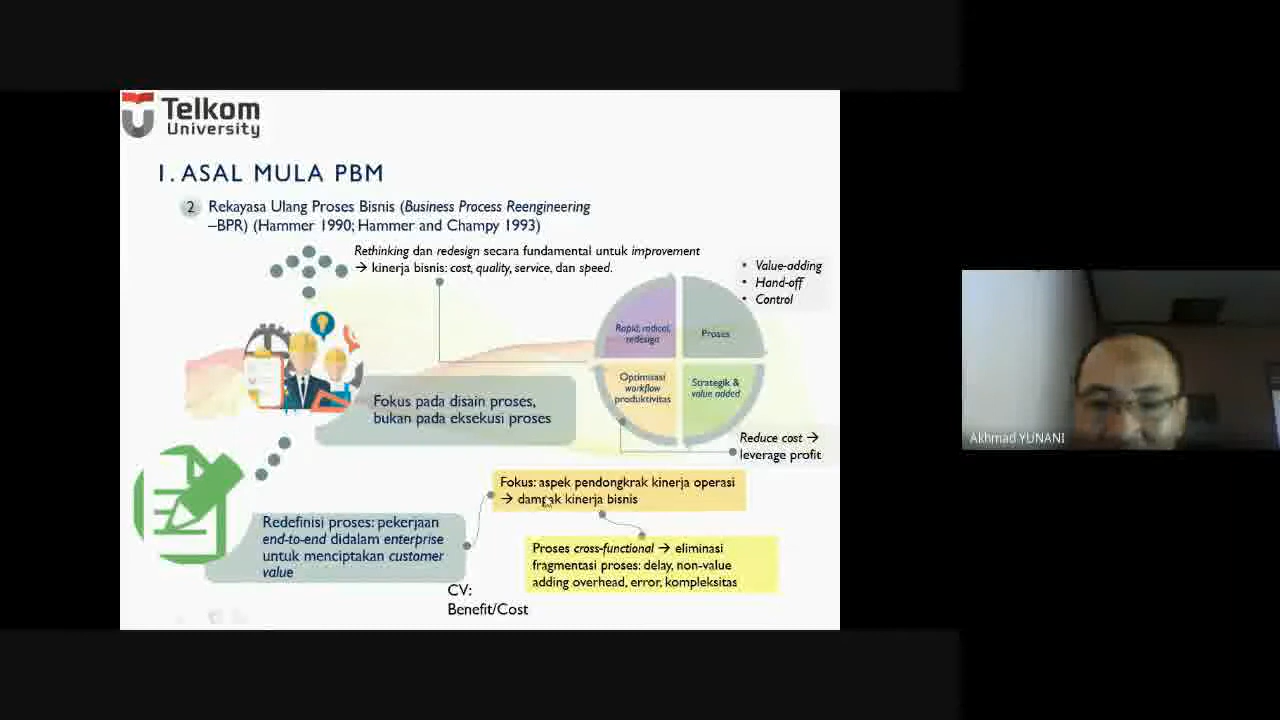 Telkom
University
1. ASAL MULA PBM
2
Rekayasa Ulang Proses Bisnis (Business Process Reengineering
–BPR) (Hammer 1990; Hammer and Champy 1993)
Rethinking dan redesign secara fundamental untuk improvement
→ kinerja bisnis: cost, quality, service, dan speed.
• Value-adding
• Hand-off
• Control
Rapid, radical,
redesign
Proses
Optimisasi
workflow
produktivitas
Strategik &
value added
Fokus pada disain proses,
bukan pada eksekusi proses
Reduce cost →
leverage profit
Fokus: aspek pendongkrak kinerja operasi
→ dampak kinerja bisnis
Redefinisi proses: pekerjaan
end-to-end didalam enterprise
untuk menciptakan customer
value
Proses cross-functional → eliminasi
fragmentasi proses: delay, non-value
adding overhead, error, kompleksitas
CV:
Benefit/Cost
Akhmad YUNANI